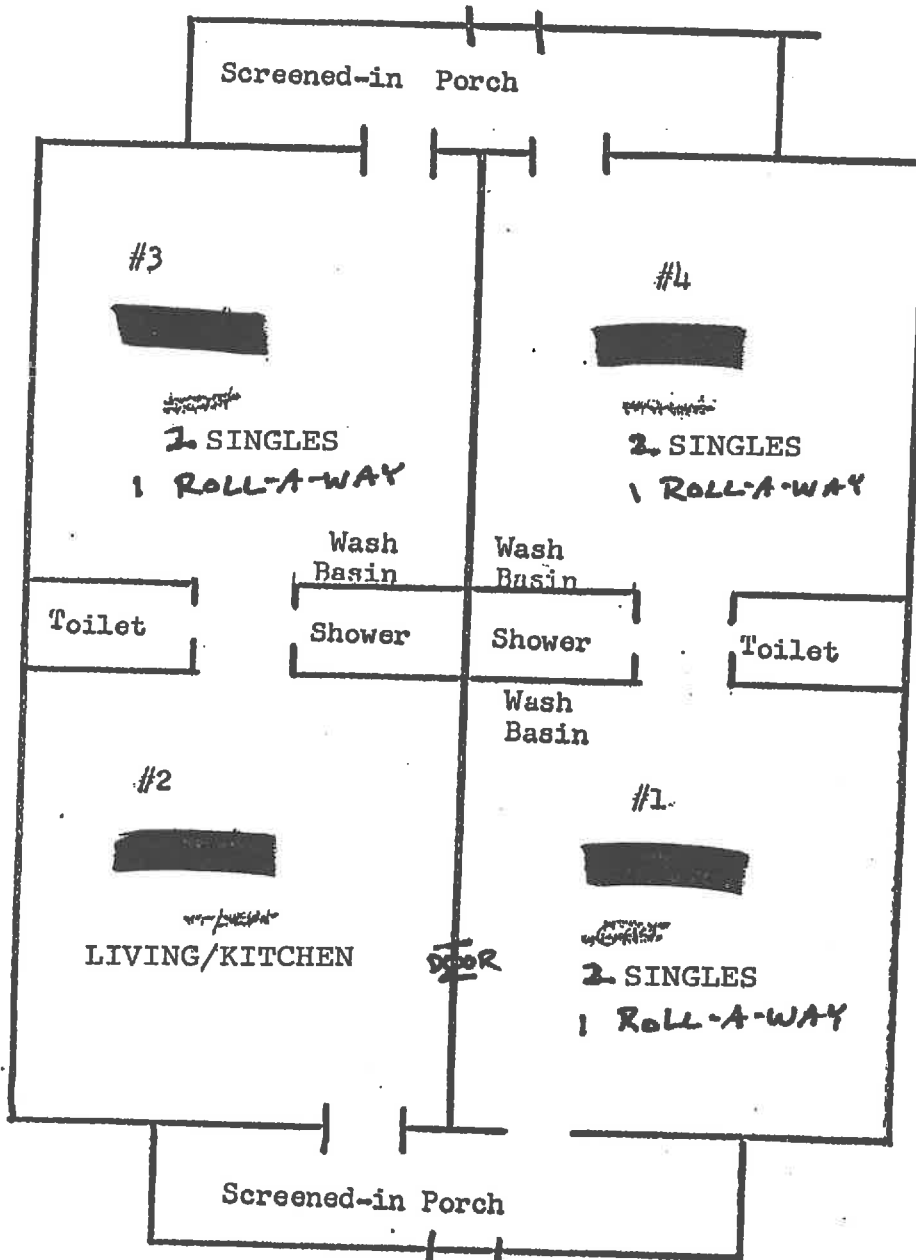 Screened-in Porch
#3
2 SINGLES
1 ROLL-A-WAY
#4
2 SINGLES
1 ROLL-A-WAY
Wash
Basin
Wash
Basin
Toilet
Shower
Shower
Toilet
Wash
Basin
#2
LIVING/KITCHEN
DOOR
#1
2 SINGLES
1 ROLL-A-WAY
Screened-in Porch